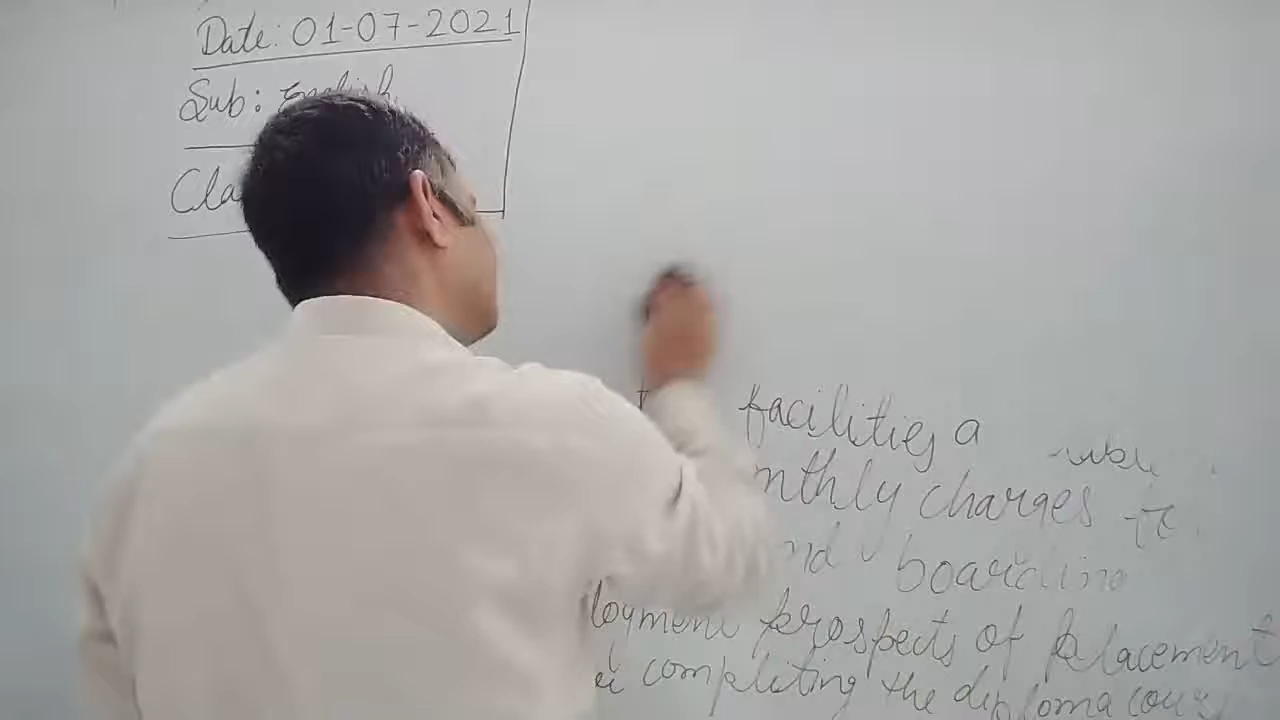 Date: 01-07-2021
Sub: English
Cla
facilities a
nthly charges
nd boarding
loyment prospects of placement
completing the diploma cours